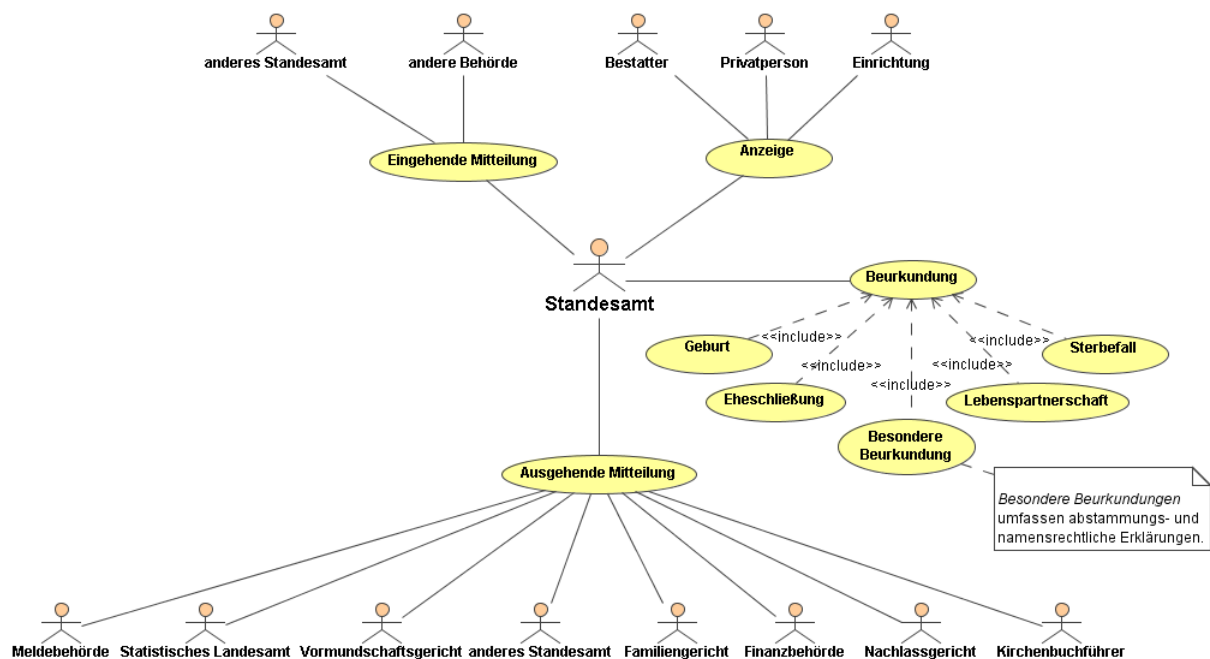 anderes Standesamt
andere Behörde
Bestatter
Privatperson
Einrichtung
Eingehende Mitteilung
Anzeige
Standesamt
Beurkundung
<<include>>
<<include>>
<<include>>
<<include>>
<<include>>
Geburt
Sterbefall
Eheschließung
Lebenspartnerschaft
Besondere
Beurkundung
Besondere Beurkundungen
umfassen abstammungs- und
namensrechtliche Erklärungen.
Ausgehende Mitteilung
Meldebehörde
Statistisches Landesamt
Vormundschaftsgericht
anderes Standesamt
Familiengericht
Finanzbehörde
Nachlassgericht
Kirchenbuchführer